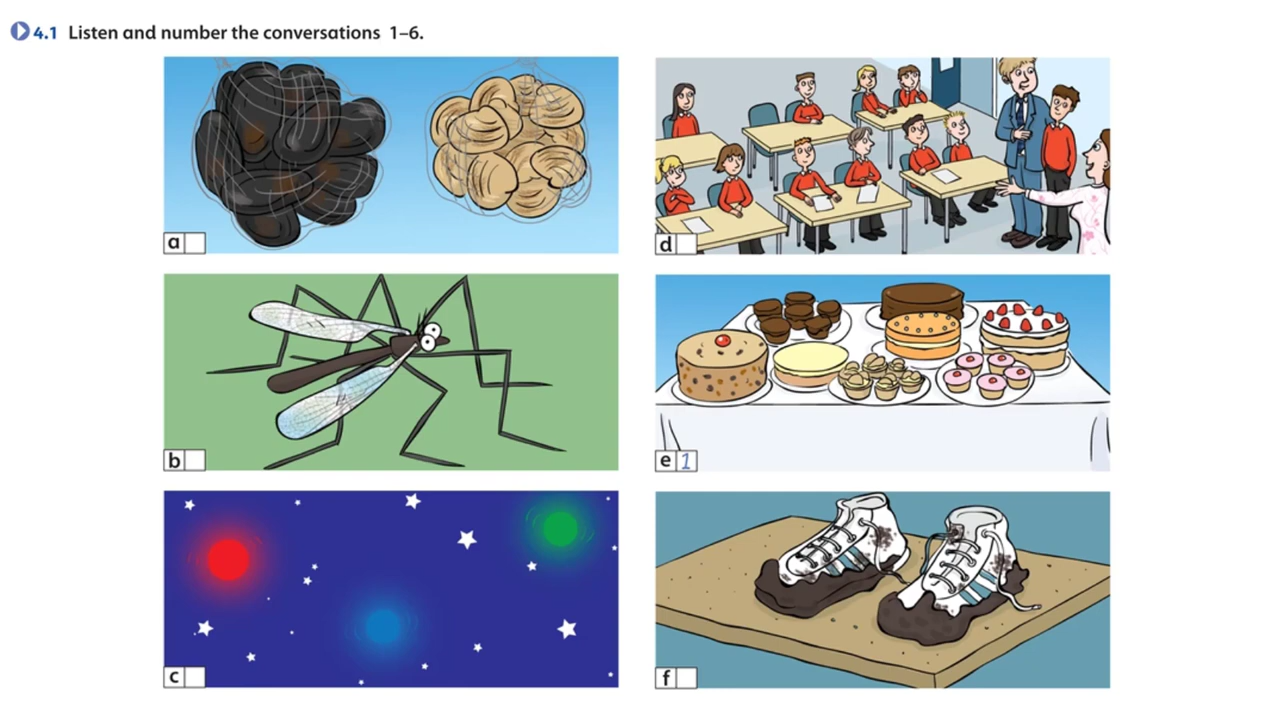 4.1 Listen and number the conversations 1–6.
a
d
b
e 1
c
f